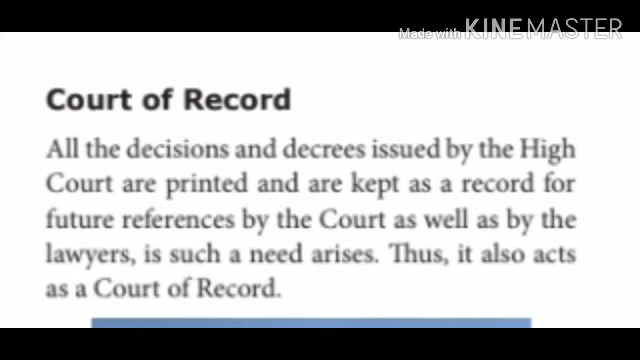 Made with KINEMASTER
Court of Record
All the decisions and decrees issued by the High
Court are printed and are kept as a record for
future references by the Court as well as by the
lawyers, is such a need arises. Thus, it also acts
as a Court of Record.